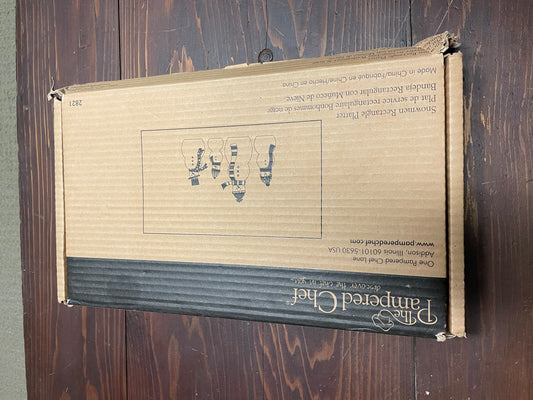 The
Pampered Chef
discover the chef in you.
One Pampered Chef Lane
Addison, Illinois 60101-5630 USA
www.pamperedchef.com
Snowmen Rectangle Platter
Plat de service rectangulaire Bonhommes de neige
Bandeja Rectangular con Muñeco de Nieve
Made in China/Fabriqué en Chine/Hecho en China
2821